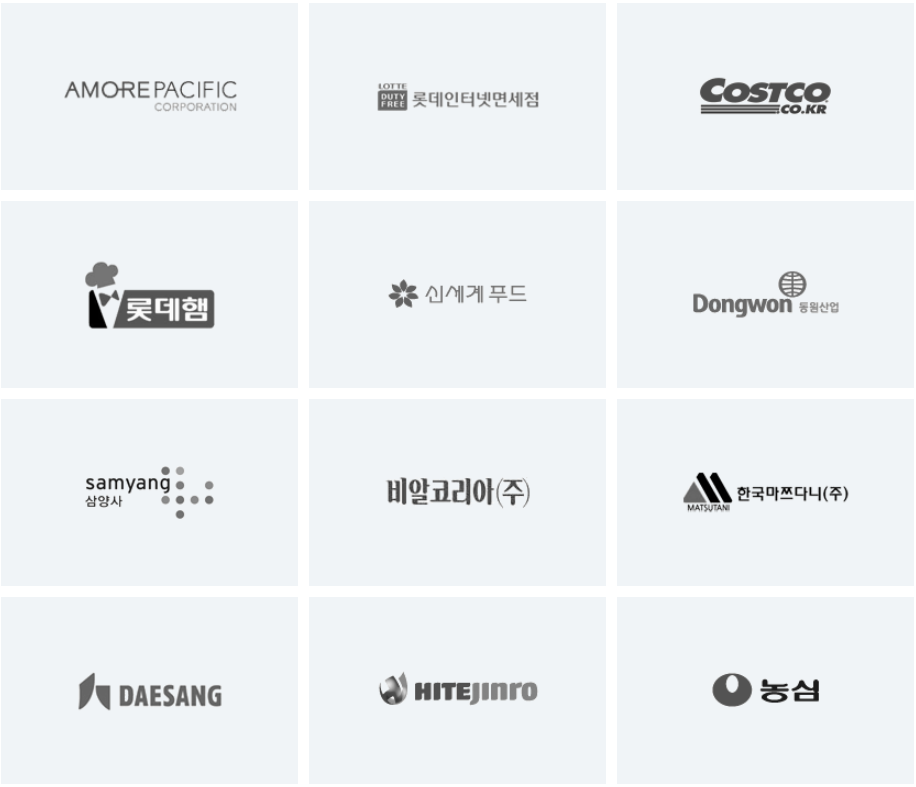 AMOREPACIFIC
CORPORATION
LOTTE
DUTY
FREE
롯데인터넷면세점
COSTCO
CO.KR
롯데햄
신세계 푸드
Dongwon 동원산업
samyang
삼양사
비알코리아(주)
MATSUTANI
한국마쯔다니(주)
DAESANG
HITEJINRO
농심